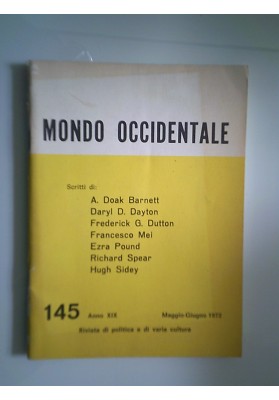 MONDO OCCIDENTALE
Scritti di:
A. Doak Barnett
Daryl D. Dayton
Frederick G. Dutton
Francesco Mei
Ezra Pound
Richard Spear
Hugh Sidey
145 Anno XIX Maggio-Giugno 1972
Rivista di politica e di varia cultura